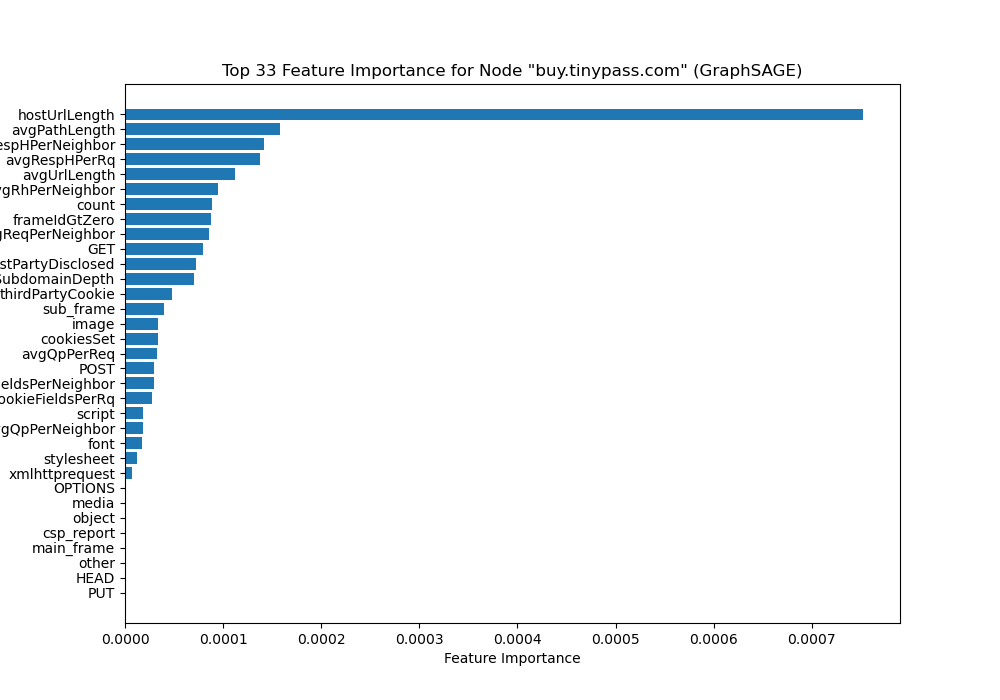 Top 33 Feature Importance for Node "buy.tinypass.com" (GraphSAGE)
hostUrlLength
avgPathLength
espHPerNeighbor
avgRespHPerRq
avgUrlLength
gRhPerNeighbor
count
frameIdGtZero
gReqPerNeighbor
GET
stPartyDisclosed
SubdomainDepth
thirdPartyCookie
sub_frame
image
cookiesSet
avgQpPerReq
POST
eldsPerNeighbor
ookieFieldsPerRq
script
gQpPerNeighbor
font
stylesheet
xmlhttprequest
OPTIONS
media
object
csp_report
main_frame
other
HEAD
PUT
0.0000 0.0001 0.0002 0.0003 0.0004 0.0005 0.0006 0.0007
Feature Importance